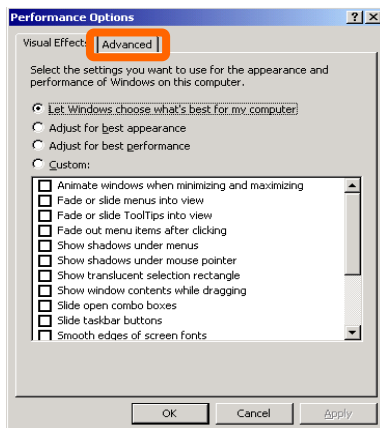 Performance Options
Visual Effects
Advanced
Select the settings you want to use for the appearance and
performance of Windows on this computer.
Let Windows choose what's best for my computer
Adjust for best appearance
Adjust for best performance
Custom:
Animate windows when minimizing and maximizing
Fade or slide menus into view
Fade or slide ToolTips into view
Fade out menu items after clicking
Show shadows under menus
Show shadows under mouse pointer
Show translucent selection rectangle
Show window contents while dragging
Slide open combo boxes
Slide taskbar buttons
Smooth edges of screen fonts
OK
Cancel
Apply